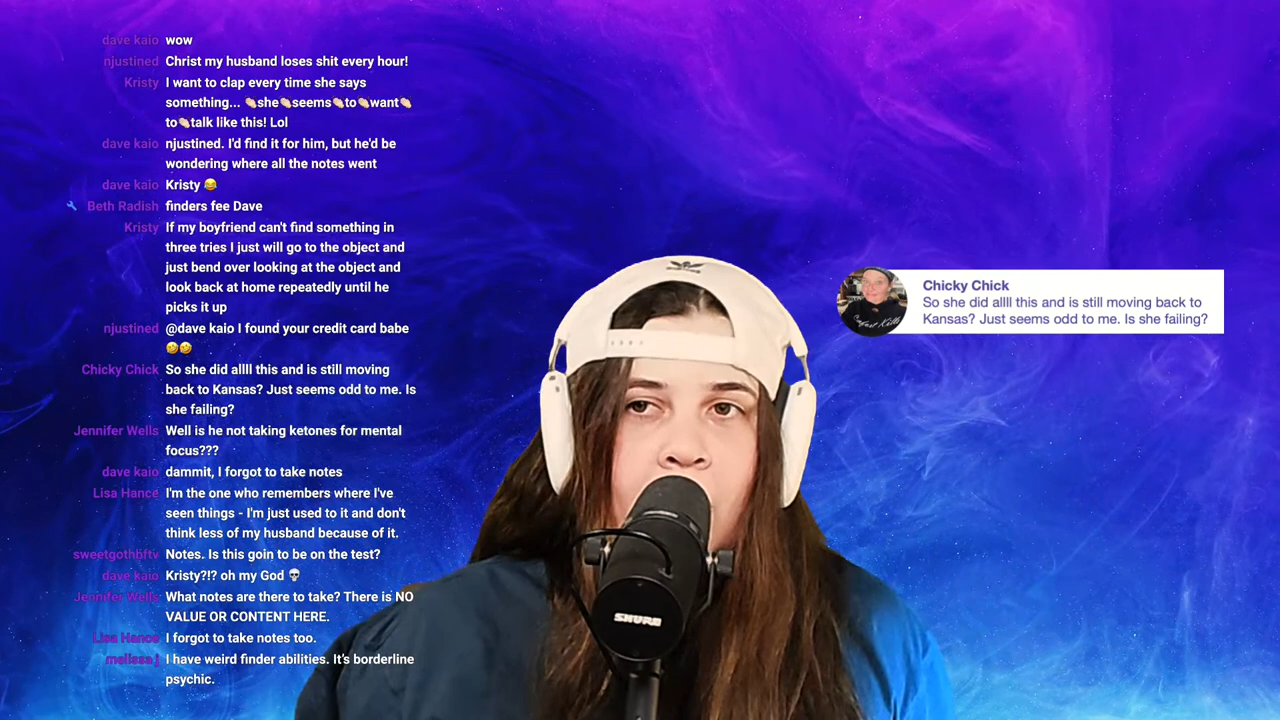 dave kaio wow
njustined Christ my husband loses shit every hour!
Kristy I want to clap every time she says
something... 👏she👏seems👏to👏want👏
to👏talk like this! Lol
dave kaio njustined. I'd find it for him, but he'd be
wondering where all the notes went
dave kaio Kristy 😂
Beth Radish finders fee Dave
Kristy If my boyfriend can't find something in
three tries I just will go to the object and
just bend over looking at the object and
look back at home repeatedly until he
picks it up
njustined @dave kaio I found your credit card babe
🤣🤣
Chicky Chick So she did allll this and is still moving
back to Kansas? Just seems odd to me. Is
she failing?
Jennifer Wells Well is he not taking ketones for mental
focus???
dave kaio dammit, I forgot to take notes
Lisa Hance I'm the one who remembers where I've
seen things - I'm just used to it and don't
think less of my husband because of it.
sweetgothbftv Notes. Is this goin to be on the test?
dave kaio Kristy?!? oh my God 💀
Jennifer Wells What notes are there to take? There is NO
VALUE OR CONTENT HERE.
Lisa Hance I forgot to take notes too.
melissa j I have weird finder abilities. It's borderline
psychic.
Chicky Chick
So she did allll this and is still moving back to
Kansas? Just seems odd to me. Is she failing?
SHURE